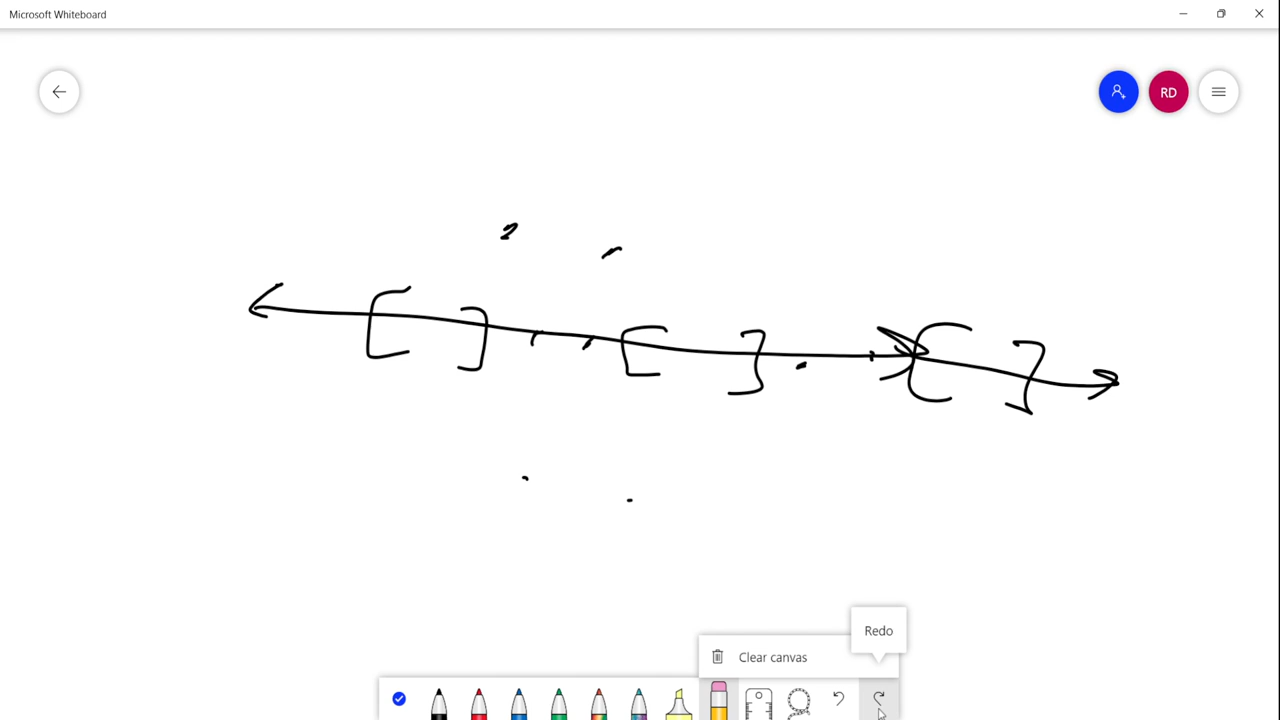 Microsoft Whiteboard
RD
[ ] [ ] [ ]
Redo
Clear canvas